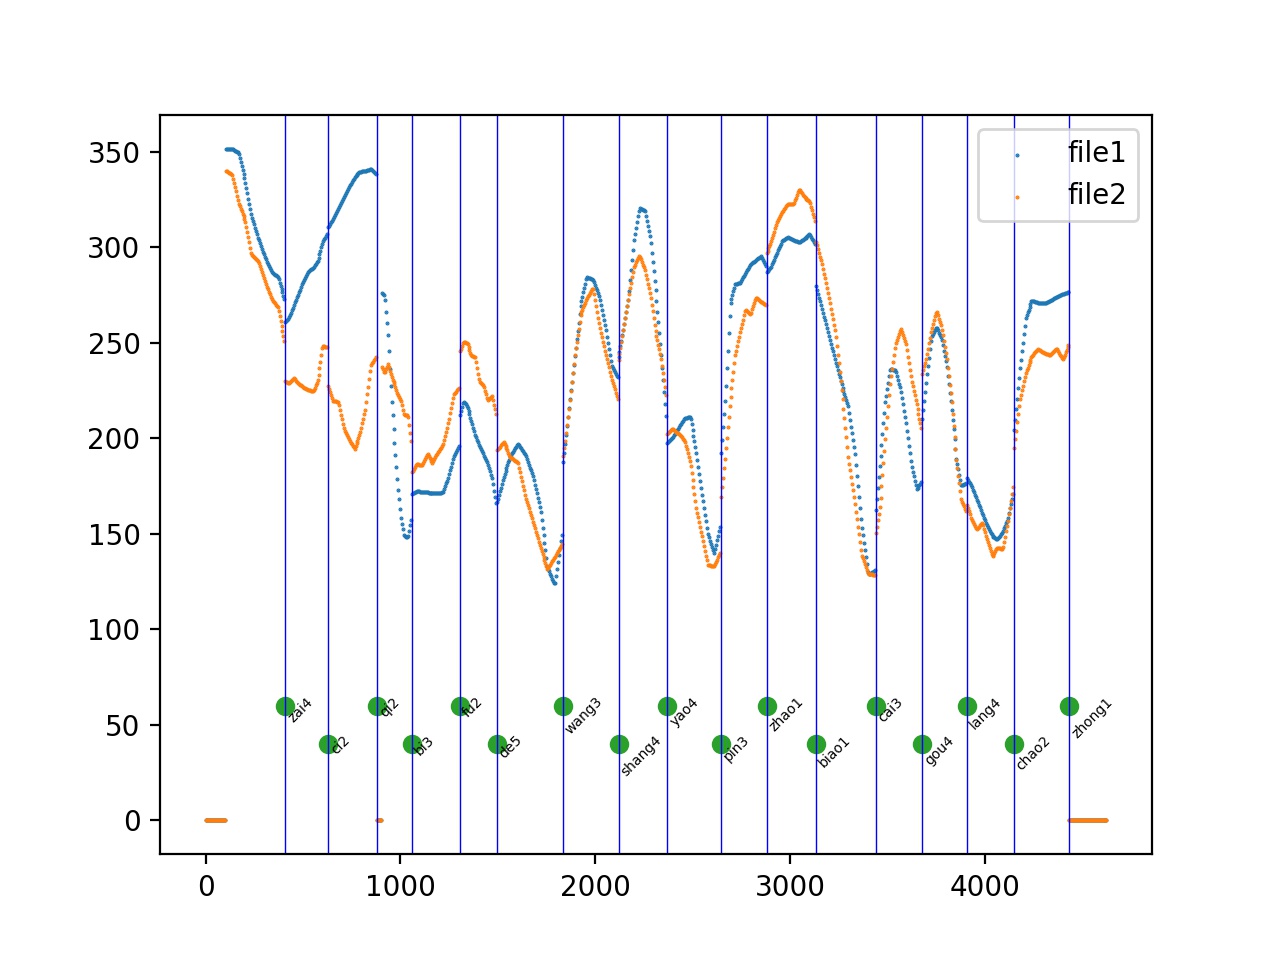 file1
file2
350
300
250
200
150
100
50
0
zai4
ci2
qi2
bi3
fu2
de5
wang3
shang4
yao4
pin3
zhao1
biao1
cai3
gou4
lang4
chao2
zhong1
0
1000
2000
3000
4000